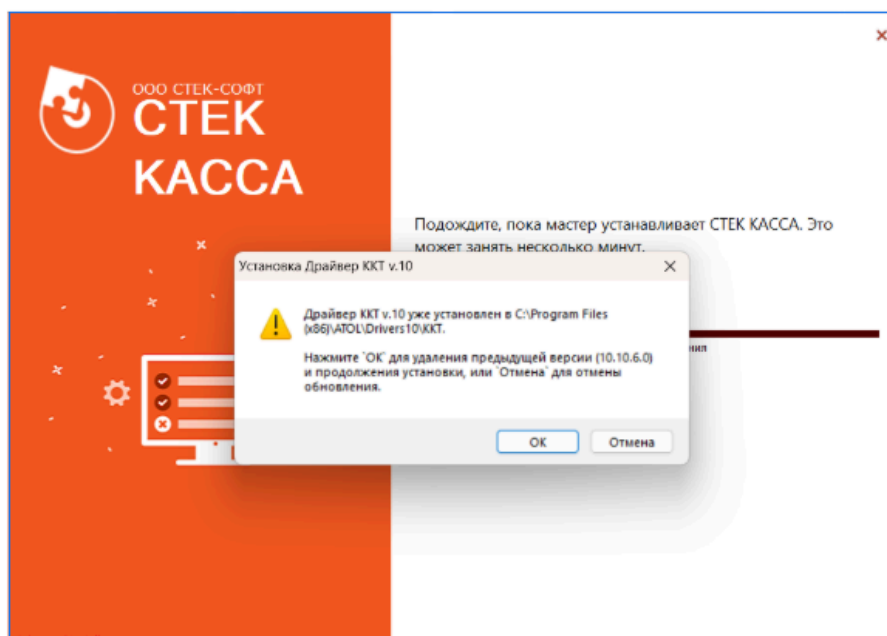 ООО СТЕК-СОФТ
СТЕК
КАССА
Подождите, пока мастер устанавливает СТЕК КАССА. Это
может занять несколько минут.
Установка Драйвер ККТ v.10
Драйвер ККТ v.10 уже установлен в C:\Program Files
(x86)\ATOL\Drivers10\KKT.
Нажмите `ОК` для удаления предыдущей версии (10.10.6.0)
и продолжения установки, или `Отмена` для отмены
обновления.
ОК
Отмена